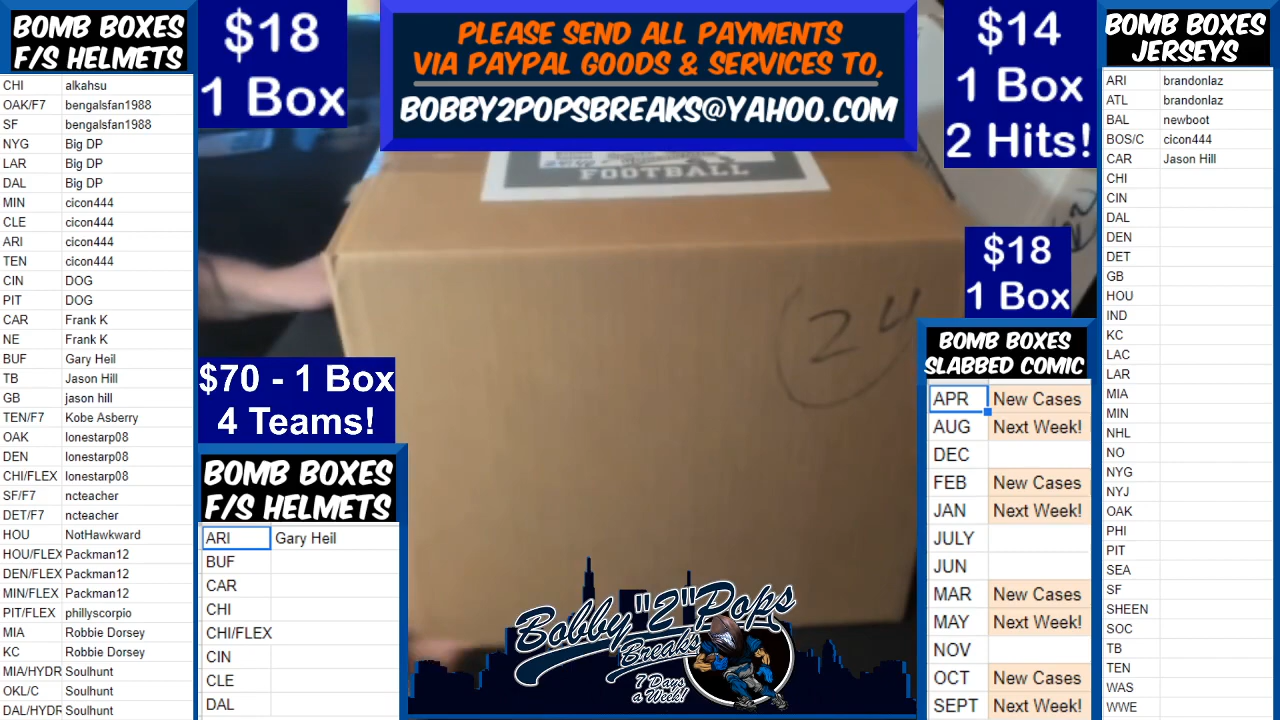 BOMB BOXES
F/S HELMETS
CHI alkahsu
OAK/F7 bengalsfan1988
SF bengalsfan1988
NYG Big DP
LAR Big DP
DAL Big DP
MIN cicon444
CLE cicon444
ARI cicon444
TEN cicon444
CIN DOG
PIT DOG
CAR Frank K
NE Frank K
BUF Gary Heil
TB Jason Hill
GB jason hill
TEN/F7 Kobe Asberry
OAK lonestarp08
DEN lonestarp08
CHI/FLEX lonestarp08
SF/F7 ncteacher
DET/F7 ncteacher
HOU NotHawkward
HOU/FLEX Packman12
DEN/FLEX Packman12
MIN/FLEX Packman12
PIT/FLEX phillyscorpio
MIA Robbie Dorsey
KC Robbie Dorsey
MIA/HYDR Soulhunt
OKL/C Soulhunt
DAL/HYDR Soulhunt
$18
1 Box
$70 - 1 Box
4 Teams!
BOMB BOXES
F/S HELMETS
ARI Gary Heil
BUF
CAR
CHI
CHI/FLEX
CIN
CLE
DAL
PLEASE SEND ALL PAYMENTS
VIA PAYPAL GOODS & SERVICES TO,
BOBBY2POPSBREAKS@YAHOO.COM
FOOTBALL
24
Bobby "2" Pops
Breaks
7 Days
a Week!
$14
1 Box
2 Hits!
$18
1 Box
BOMB BOXES
SLABBED COMIC
APR New Cases
AUG Next Week!
DEC
FEB New Cases
JAN Next Week!
JULY
JUN
MAR New Cases
MAY Next Week!
NOV
OCT New Cases
SEPT Next Week!
BOMB BOXES
JERSEYS
ARI brandonlaz
ATL brandonlaz
BAL newboot
BOS/C cicon444
CAR Jason Hill
CHI
CIN
DAL
DEN
DET
GB
HOU
IND
KC
LAC
LAR
MIA
MIN
NHL
NO
NYG
NYJ
OAK
PHI
PIT
SEA
SF
SHEEN
SOC
TB
TEN
WAS
WWE